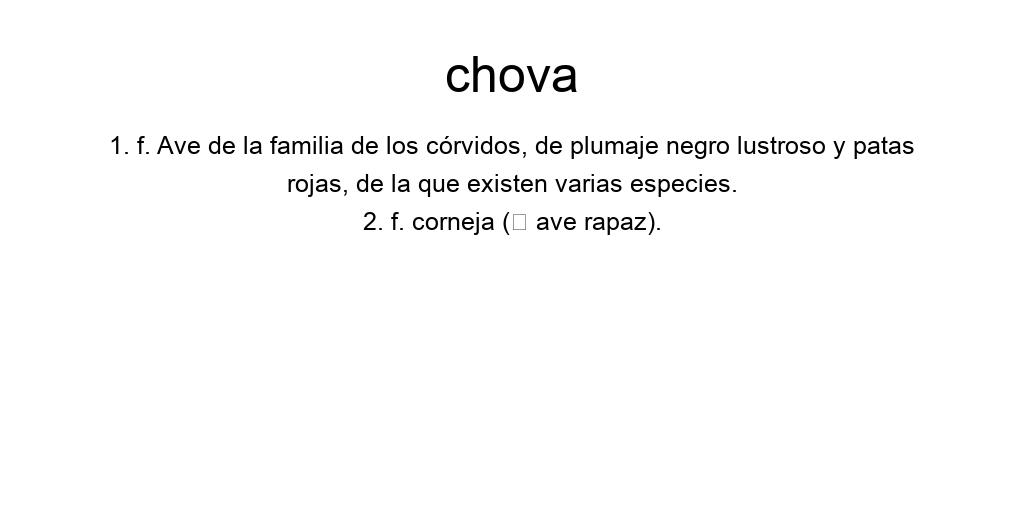 chova
1. f. Ave de la familia de los córvidos, de plumaje negro lustroso y patas
rojas, de la que existen varias especies.
2. f. corneja (□ ave rapaz).